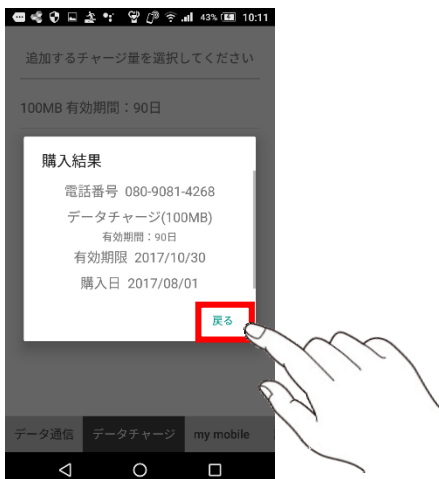 43% 10:11
追加するチャージ量を選択してください
100MB 有効期間：90日
購入結果
電話番号 080-9081-4268
データチャージ(100MB)
有効期間：90日
有効期限 2017/10/30
購入日 2017/08/01
戻る
データ通信 データチャージ my mobile